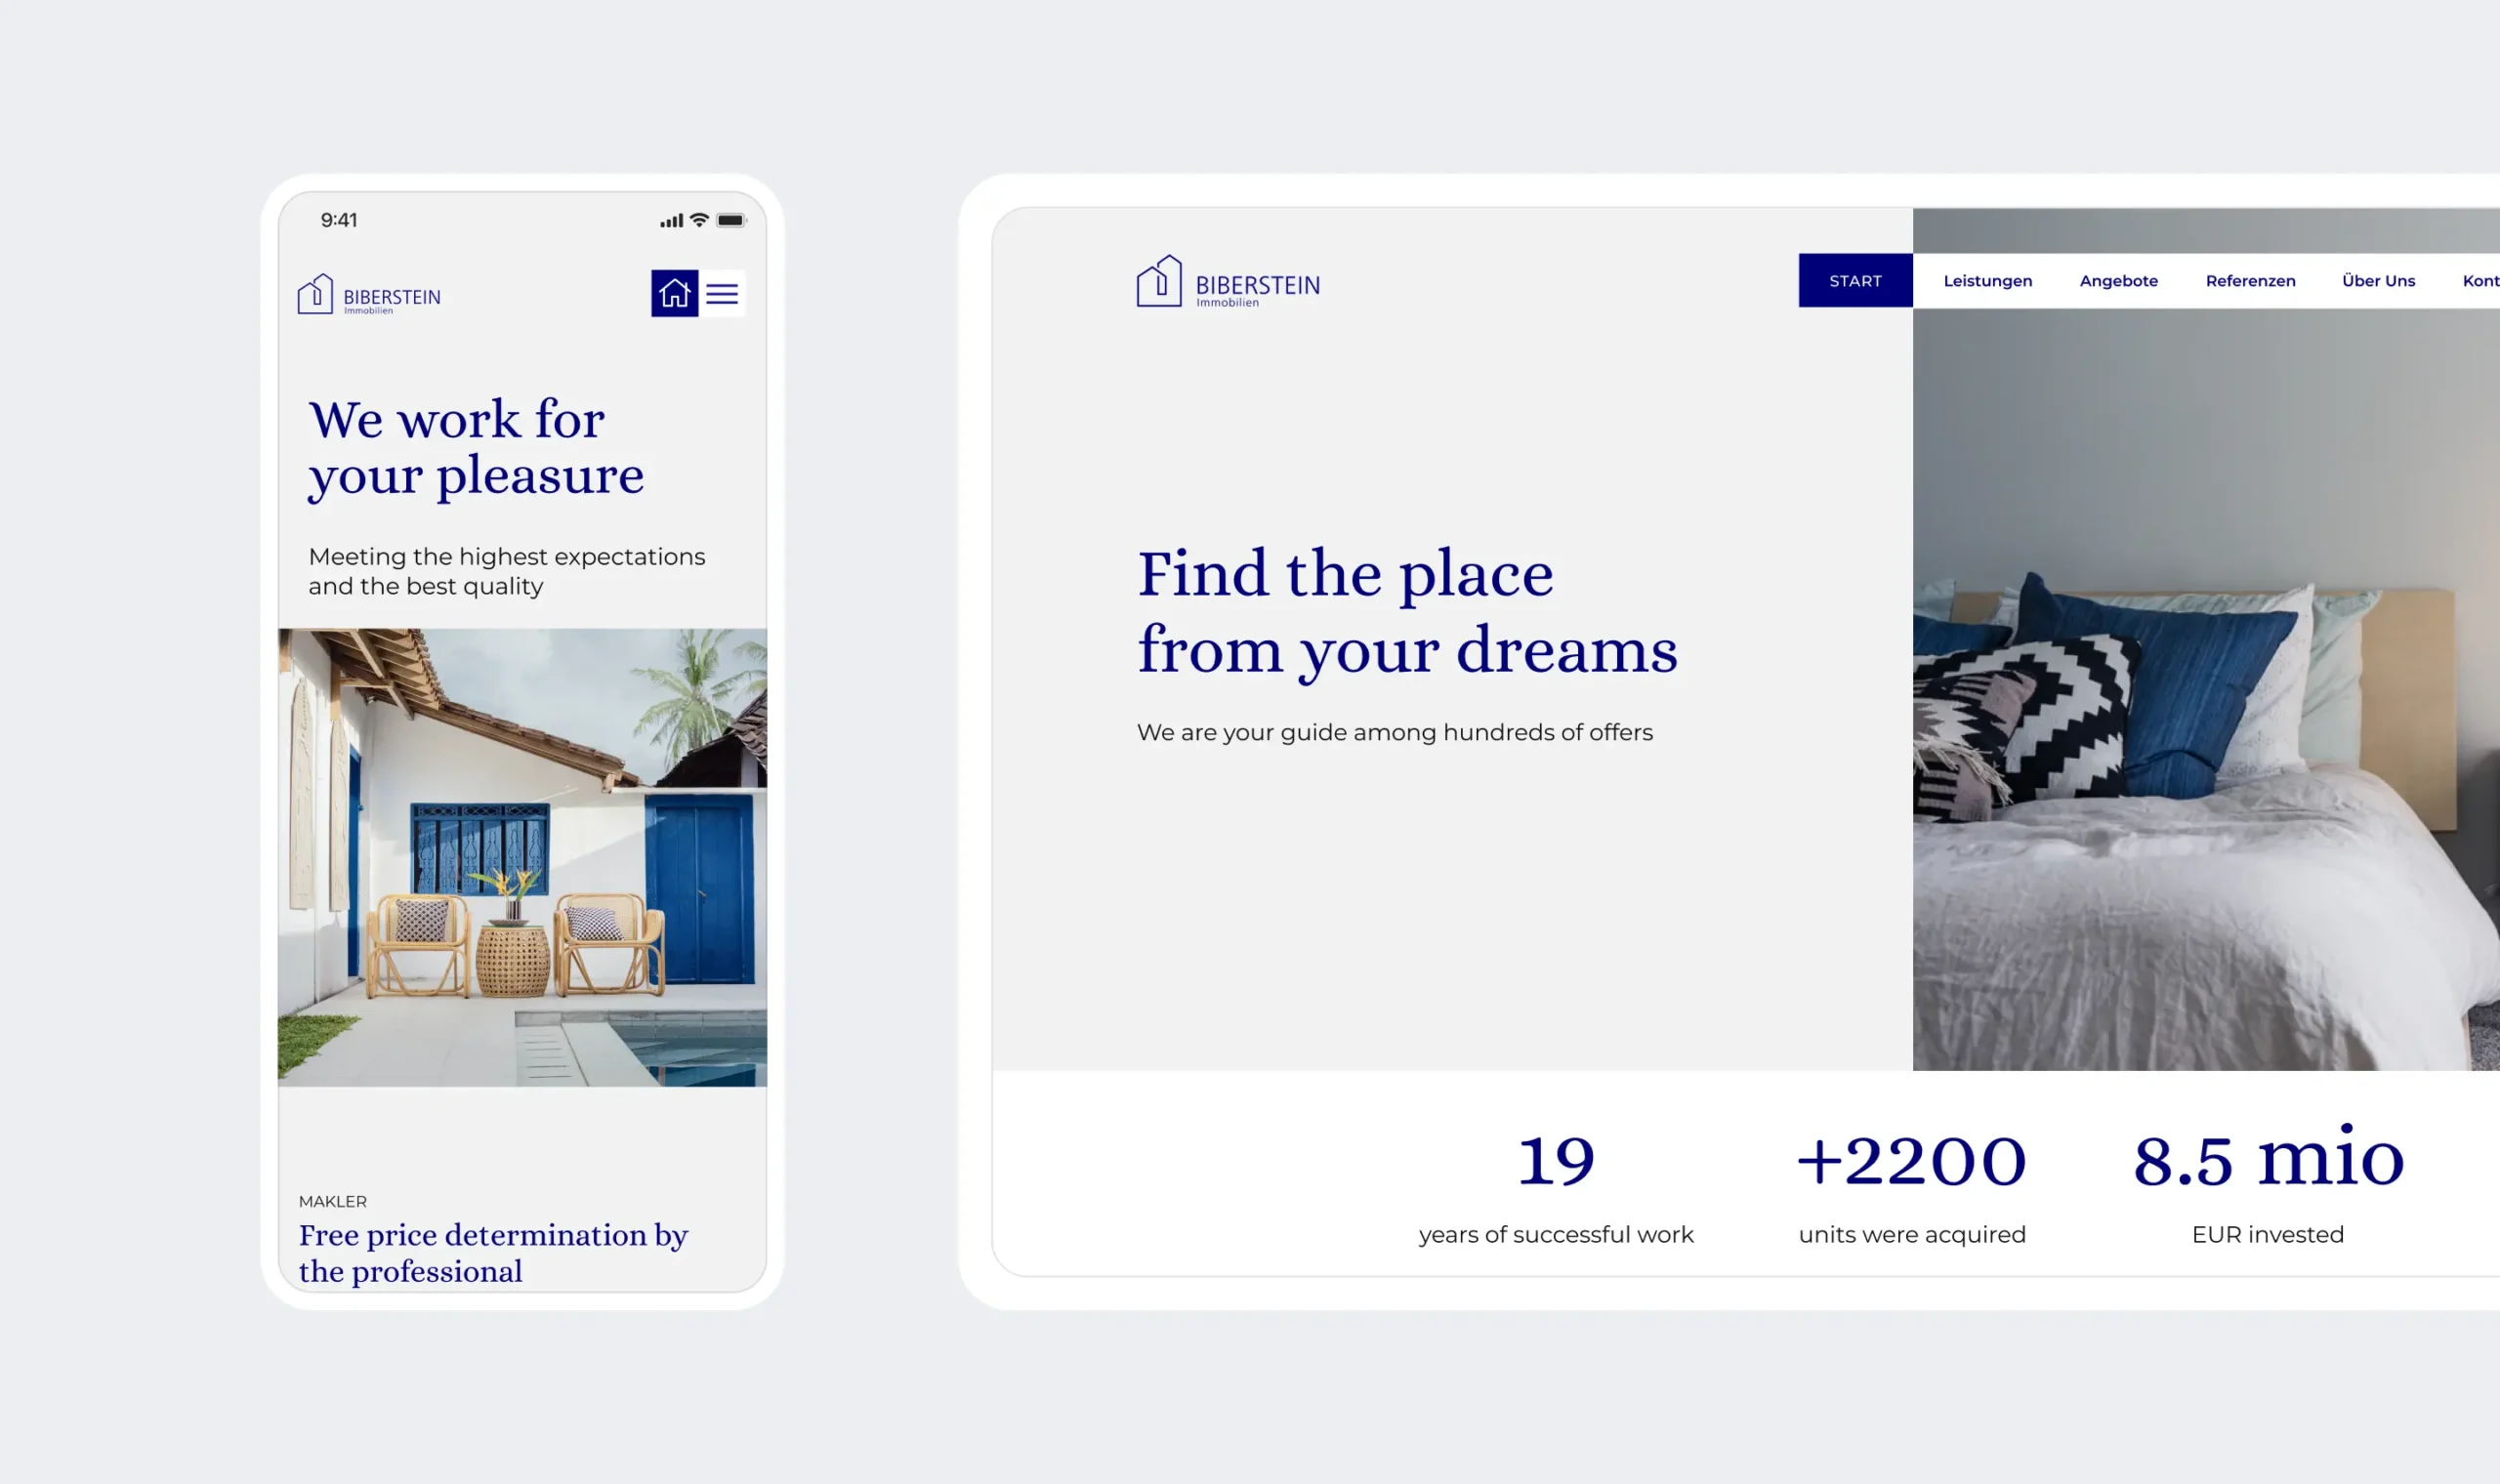 9:41
BIBERSTEIN
Immobilien
We work for
your pleasure
Meeting the highest expectations
and the best quality
MAKLER
Free price determination by
the professional
BIBERSTEIN
Immobilien
START Leistungen Angebote Referenzen Über Uns
Find the place
from your dreams
We are your guide among hundreds of offers
19 +2200 8.5 mio
years of successful work units were acquired EUR invested